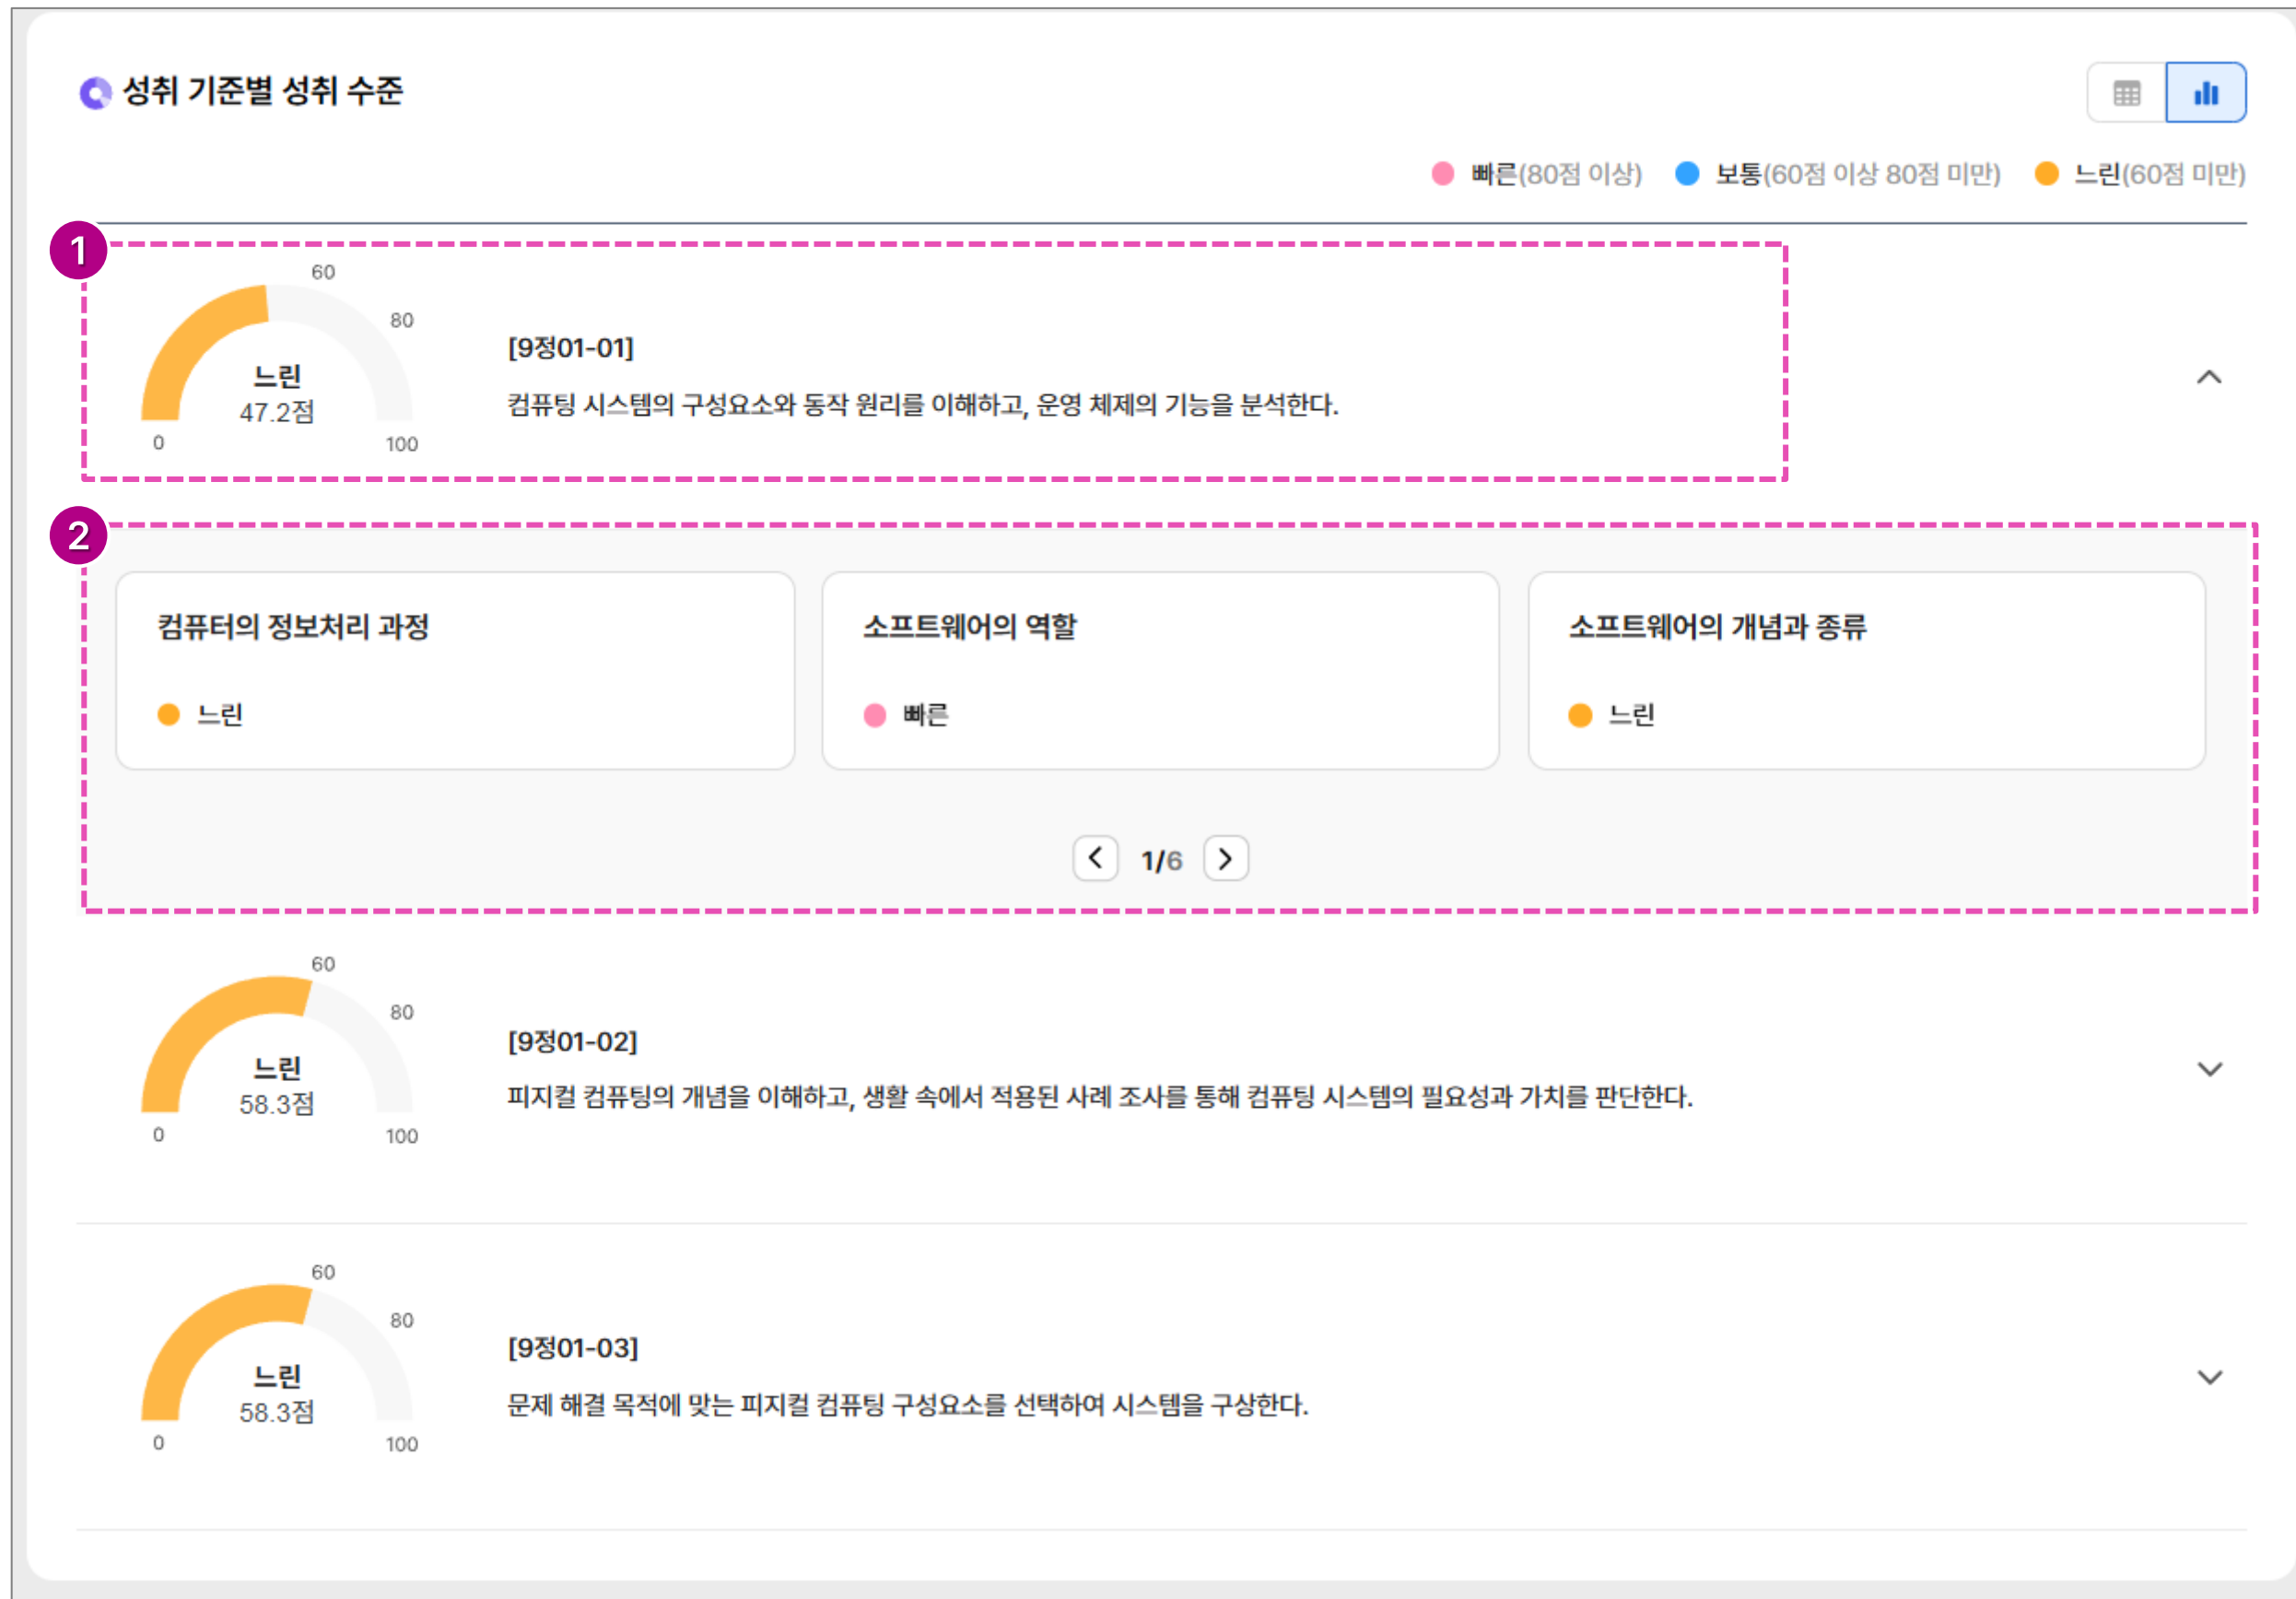 성취 기준별 성취 수준
빠른(80점 이상) 보통(60점 이상 80점 미만) 느린(60점 미만)
1
60
80
느린
47.2점
0
100
[9정01-01]
컴퓨팅 시스템의 구성요소와 동작 원리를 이해하고, 운영 체제의 기능을 분석한다.
2
컴퓨터의 정보처리 과정
느린
소프트웨어의 역할
빠른
소프트웨어의 개념과 종류
느린
1/6
60
80
느린
58.3점
0
100
[9정01-02]
피지컬 컴퓨팅의 개념을 이해하고, 생활 속에서 적용된 사례 조사를 통해 컴퓨팅 시스템의 필요성과 가치를 판단한다.
60
80
느린
58.3점
0
100
[9정01-03]
문제 해결 목적에 맞는 피지컬 컴퓨팅 구성요소를 선택하여 시스템을 구상한다.